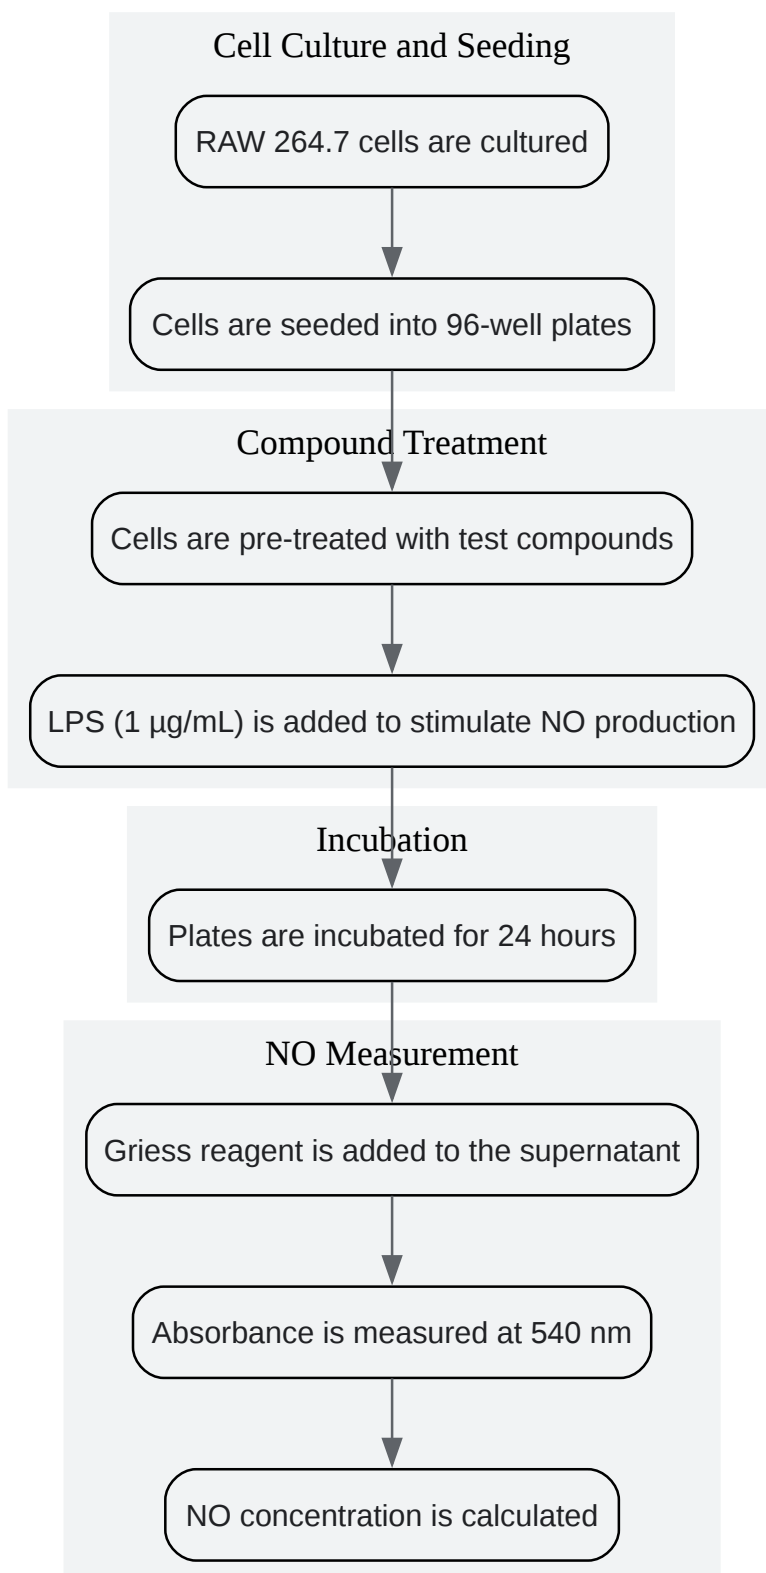 Cell Culture and Seeding
RAW 264.7 cells are cultured
Cells are seeded into 96-well plates
Compound Treatment
Cells are pre-treated with test compounds
LPS (1 µg/mL) is added to stimulate NO production
Incubation
Plates are incubated for 24 hours
NO Measurement
Griess reagent is added to the supernatant
Absorbance is measured at 540 nm
NO concentration is calculated